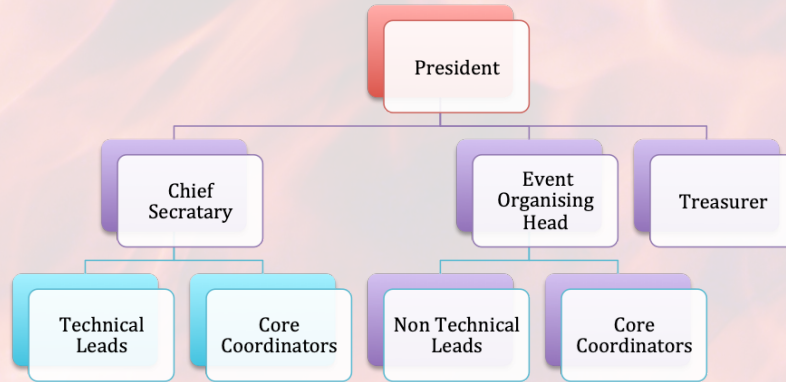 President
Chief
Secratary
Event
Organising
Head
Treasurer
Technical
Leads
Core
Coordinators
Non Technical
Leads
Core
Coordinators